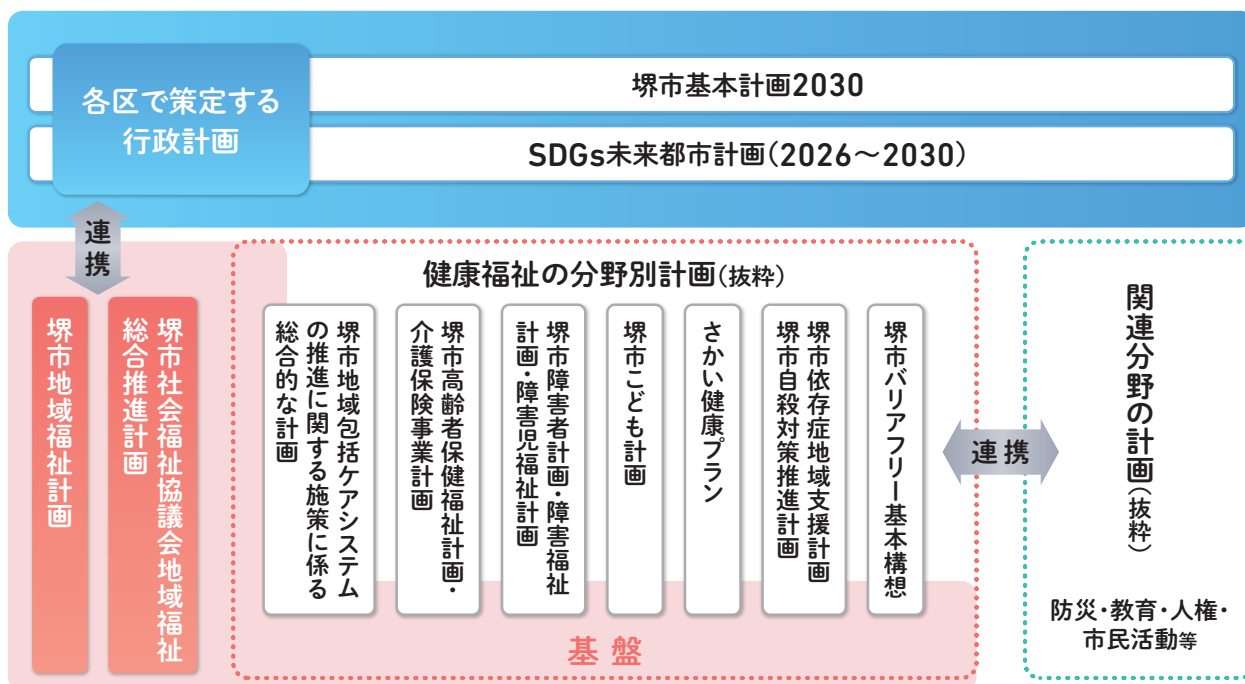 各区で策定する
行政計画
堺市基本計画2030
SDGs未来都市計画(2026〜2030)
連携
堺市地域福祉計画
堺市社会福祉協議会地域福祉
総合推進計画
健康福祉の分野別計画(抜粋)
堺市地域包括ケアシステム
の推進に関する施策に係る
総合的な計画
堺市高齢者保健福祉計画・
介護保険事業計画
堺市障害者計画・障害福祉
計画・障害児福祉計画
堺市こども計画
さかい健康プラン
堺市依存症地域支援計画
堺市自殺対策推進計画
堺市バリアフリー基本構想
基盤
連携
関連分野の計画(抜粋)
防災・教育・人権・
市民活動等